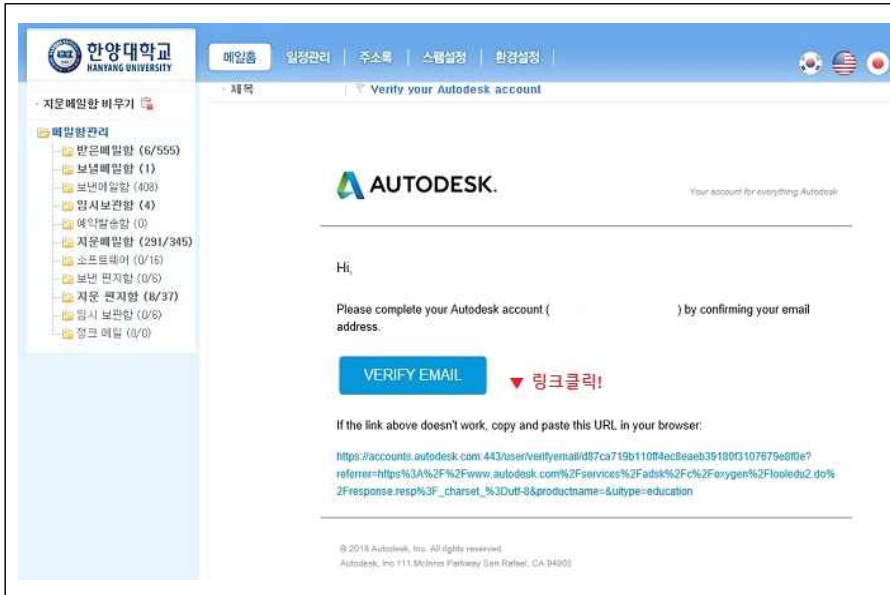 한양대학교
HANYANG UNIVERSITY
메일홈 | 일정관리 | 주소록 | 스팸설정 | 환경설정
· 제목 Verify your Autodesk account
· 지운메일함 비우기
메일함관리
받은메일함 (6/555)
보낼메일함 (1)
보낸메일함 (408)
임시보관함 (4)
예약발송함 (0)
지운메일함 (291/345)
소프트웨어 (0/16)
보낸 편지함 (0/6)
지운 편지함 (8/37)
임시 보관함 (0/6)
정크 메일 (0/0)
AUTODESK.
Your account for everything Autodesk
Hi,
Please complete your Autodesk account ( ) by confirming your email
address.
VERIFY EMAIL
▼ 링크클릭!
If the link above doesn't work, copy and paste this URL in your browser:
https://accounts.autodesk.com:443/user/verifyemail/d87ca719b110ff4ec8eaeb39180f3107679e8f0e?
referrer=https%3A%2F%2Fwww.autodesk.com%2Fservices%2Fadsk%2Fc%2Foxygen%2Ftooledu2.do%
2Fresponse.resp%3F_charset_%3Dutf-8&productname=&uitype=education
© 2016 Autodesk, Inc. All rights reserved
Autodesk, Inc 111 McInnis Parkway San Rafael, CA 94903